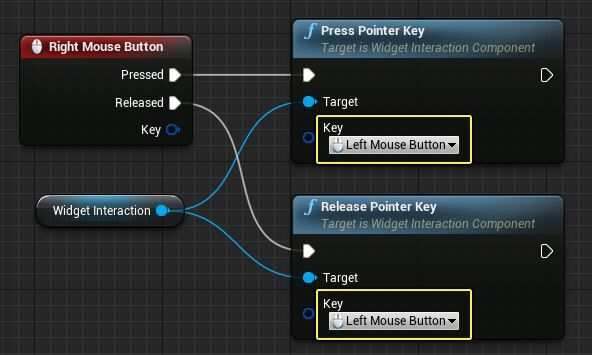 Right Mouse Button
Pressed
Released
Key
Widget Interaction
f Press Pointer Key
Target is Widget Interaction Component
Target
Key
Left Mouse Button
f Release Pointer Key
Target is Widget Interaction Component
Target
Key
Left Mouse Button